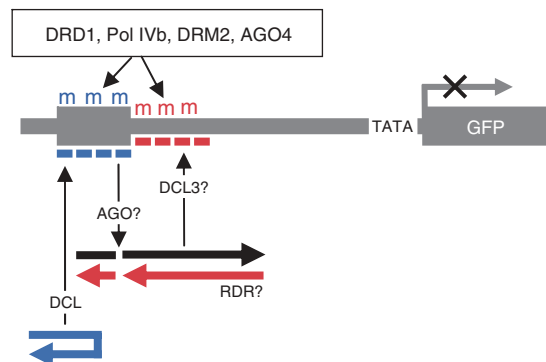 DRD1, Pol IVb, DRM2, AGO4
m m m
m m m
TATA
GFP
DCL3?
AGO?
RDR?
DCL